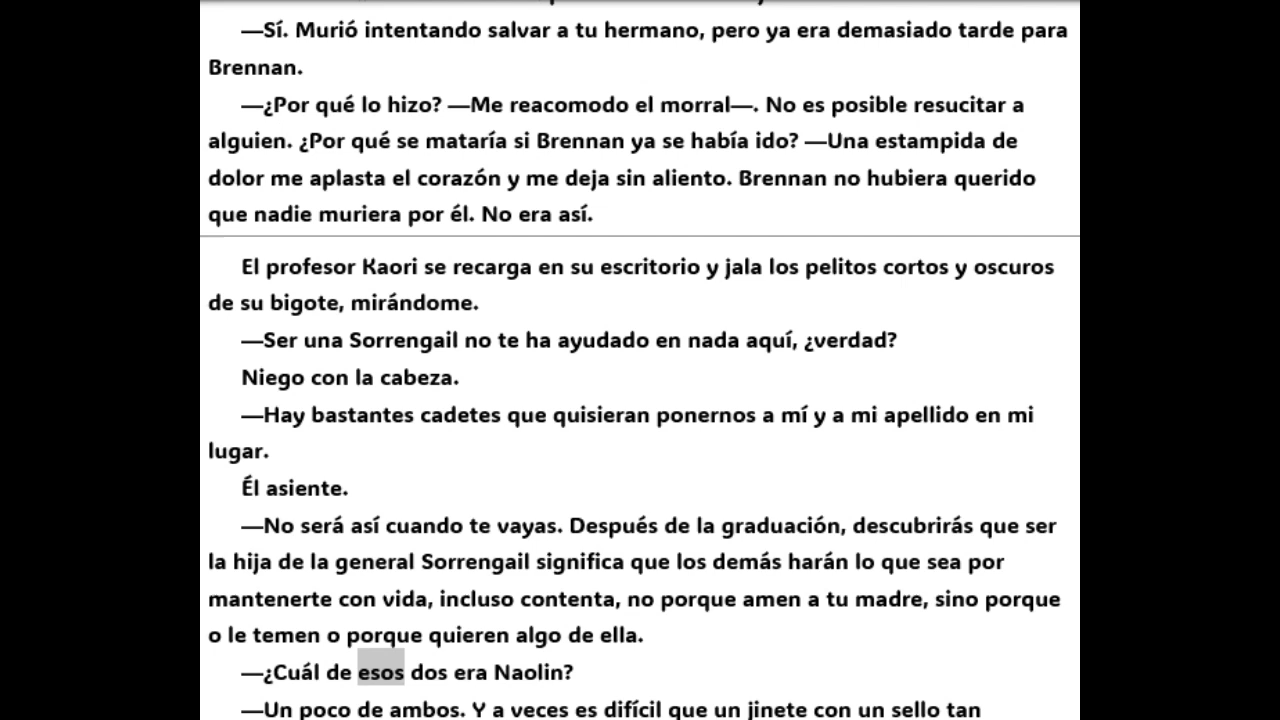 —Sí. Murió intentando salvar a tu hermano, pero ya era demasiado tarde para
Brennan.
—¿Por qué lo hizo? —Me reacomodo el morral—. No es posible resucitar a
alguien. ¿Por qué se mataría si Brennan ya se había ido? —Una estampida de
dolor me aplasta el corazón y me deja sin aliento. Brennan no hubiera querido
que nadie muriera por él. No era así.
El profesor Kaori se recarga en su escritorio y jala los pelitos cortos y oscuros
de su bigote, mirándome.
—Ser una Sorrengail no te ha ayudado en nada aquí, ¿verdad?
Niego con la cabeza.
—Hay bastantes cadetes que quisieran ponernos a mí y a mi apellido en mi
lugar.
Él asiente.
—No será así cuando te vayas. Después de la graduación, descubrirás que ser
la hija de la general Sorrengail significa que los demás harán lo que sea por
mantenerte con vida, incluso contenta, no porque amen a tu madre, sino porque
o le temen o porque quieren algo de ella.
—¿Cuál de esos dos era Naolin?
—Un poco de ambos. Y a veces es difícil que un jinete con un sello tan